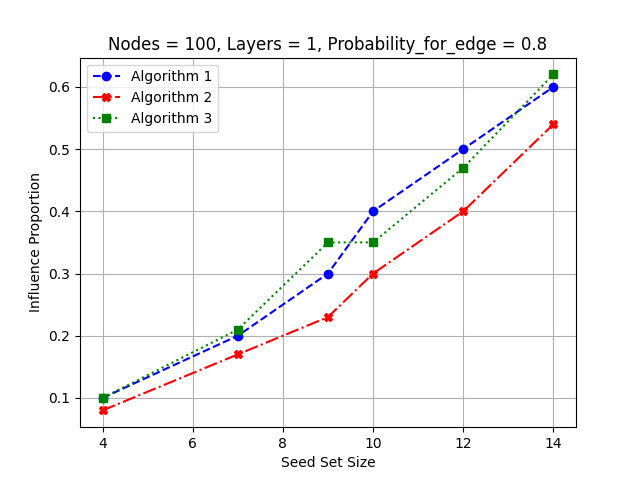 Nodes = 100, Layers = 1, Probability_for_edge = 0.8
Algorithm 1
Algorithm 2
Algorithm 3
Influence Proportion
0.6
0.5
0.4
0.3
0.2
0.1
4 6 8 10 12 14
Seed Set Size